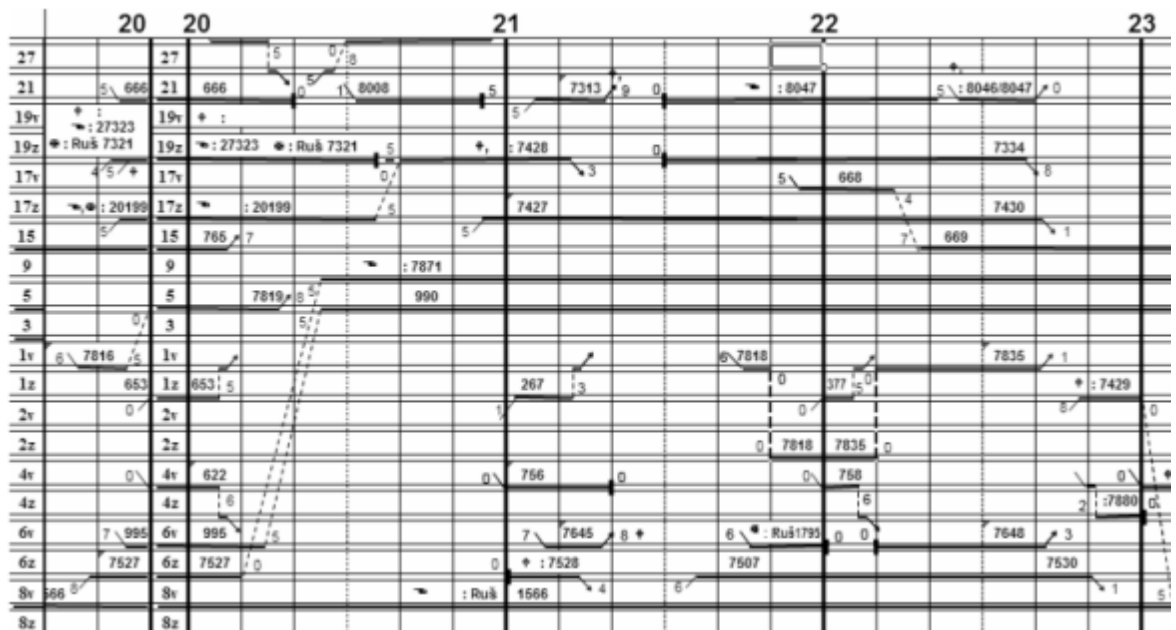 20 20 21 22 23
27 27 5 0 8 5
21 5 666 21 666 0 1 8008 5 5 7313 9 0 : 8047 5 : 8046/8047 0
19v : 19v :
: 27323
19z : Ruš 7321 19z : 27323 : Ruš 7321 : 7428 0 7334
17v 4 5 17v 0 3 5 668 8
17z : 20199 17z : 20199 5 7427 4 7430
15 5 15 765 7 5 7 669 1
9 9 : 7871
5 5 7819 8 5 990
3 0 3 5
1v 6 7816 5 1v 6 7818 7835 1
1z 653 1z 653 5 267 3 0 377 5 0 : 7429
2v 0 2v 1 0 8 0
2z 2z 0 7818 7835 0
4v 0 4v 622 0 756 0 0 758 0
4z 4z 6 6 2 :7880 0
6v 7 995 6v 995 5 7 7645 8 6 : Ruš1795 0 7648 3
6z 7527 6z 7527 0 0 : 7528 7507 7530
8v 566 8 8v : Ruš 1566 4 6 1 5
8z 8z